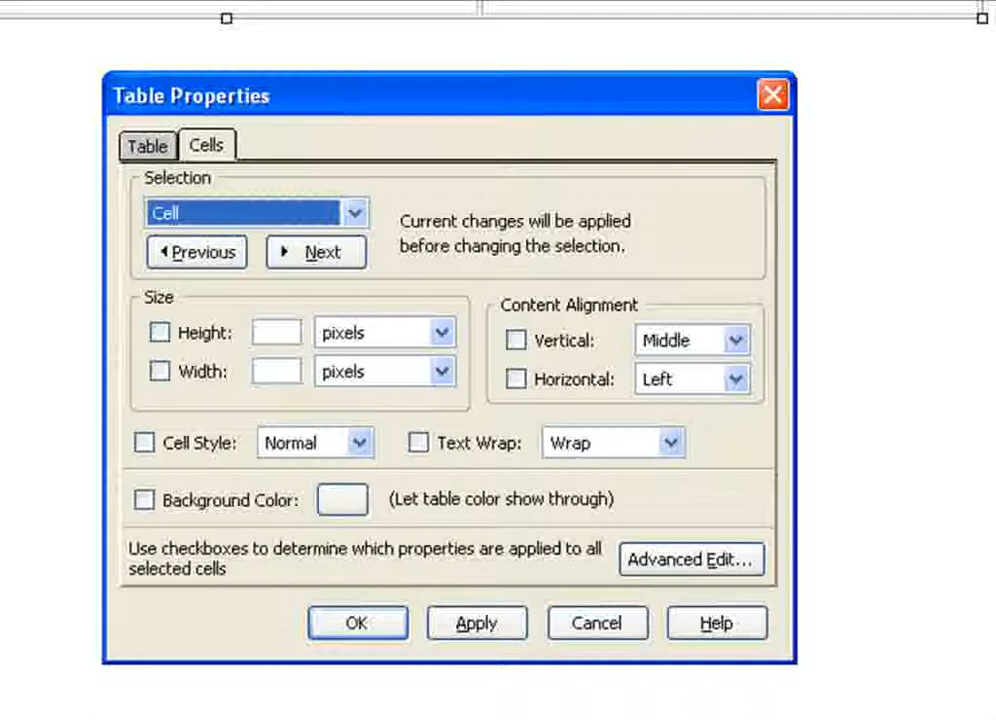 Table Properties
Table Cells
Selection
Cell
Current changes will be applied
before changing the selection.
Previous Next
Size
Content Alignment
Height: pixels
Vertical: Middle
Width: pixels
Horizontal: Left
Cell Style: Normal Text Wrap: Wrap
Background Color: (Let table color show through)
Use checkboxes to determine which properties are applied to all
selected cells
Advanced Edit...
OK Apply Cancel Help